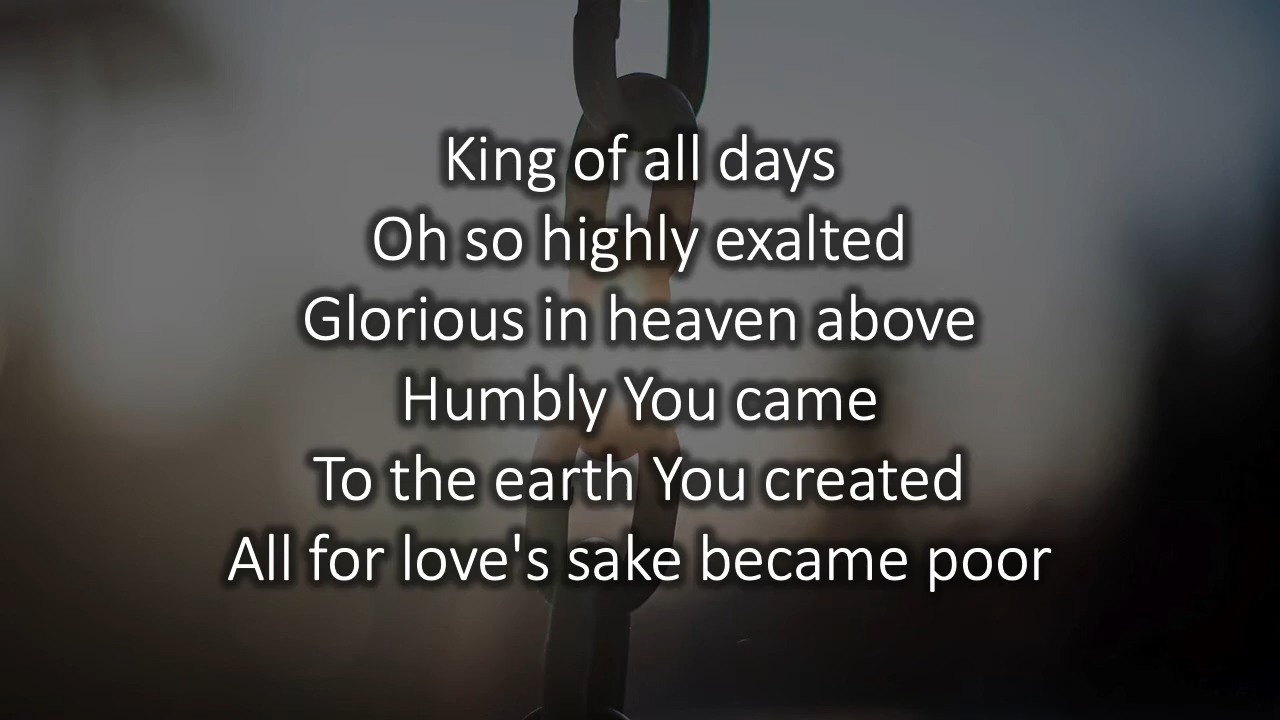 King of all days
Oh so highly exalted
Glorious in heaven above
Humbly You came
To the earth You created
All for love's sake became poor